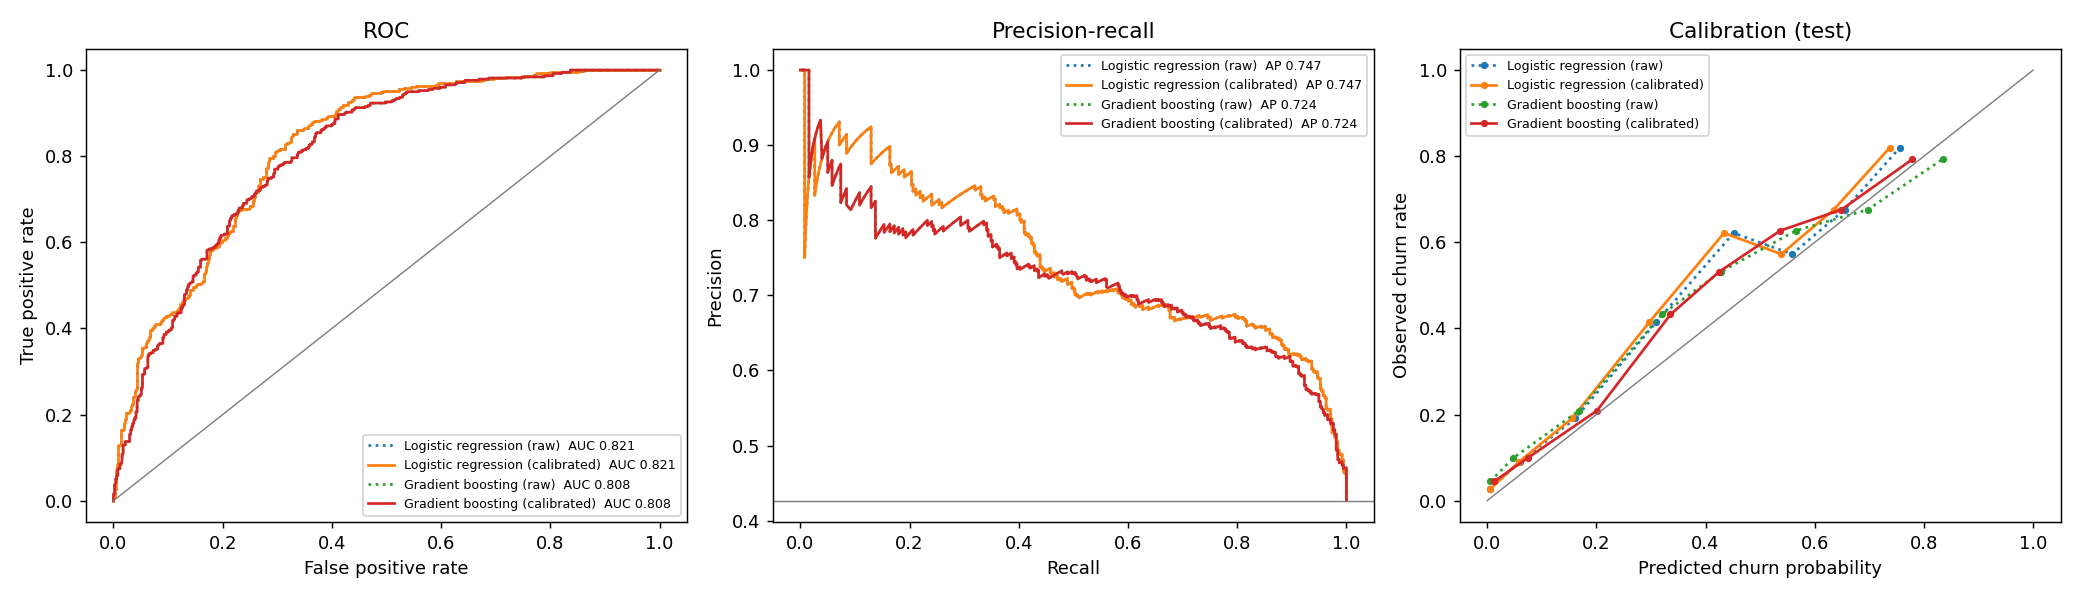 ROC
True positive rate
1.0
0.8
0.6
0.4
0.2
0.0
Logistic regression (raw)  AUC 0.821
Logistic regression (calibrated)  AUC 0.821
Gradient boosting (raw)  AUC 0.808
Gradient boosting (calibrated)  AUC 0.808
0.0 0.2 0.4 0.6 0.8 1.0
False positive rate
Precision-recall
Precision
1.0
0.9
0.8
0.7
0.6
0.5
0.4
Logistic regression (raw)  AP 0.747
Logistic regression (calibrated)  AP 0.747
Gradient boosting (raw)  AP 0.724
Gradient boosting (calibrated)  AP 0.724
0.0 0.2 0.4 0.6 0.8 1.0
Recall
Calibration (test)
Observed churn rate
1.0
0.8
0.6
0.4
0.2
0.0
Logistic regression (raw)
Logistic regression (calibrated)
Gradient boosting (raw)
Gradient boosting (calibrated)
0.0 0.2 0.4 0.6 0.8 1.0
Predicted churn probability